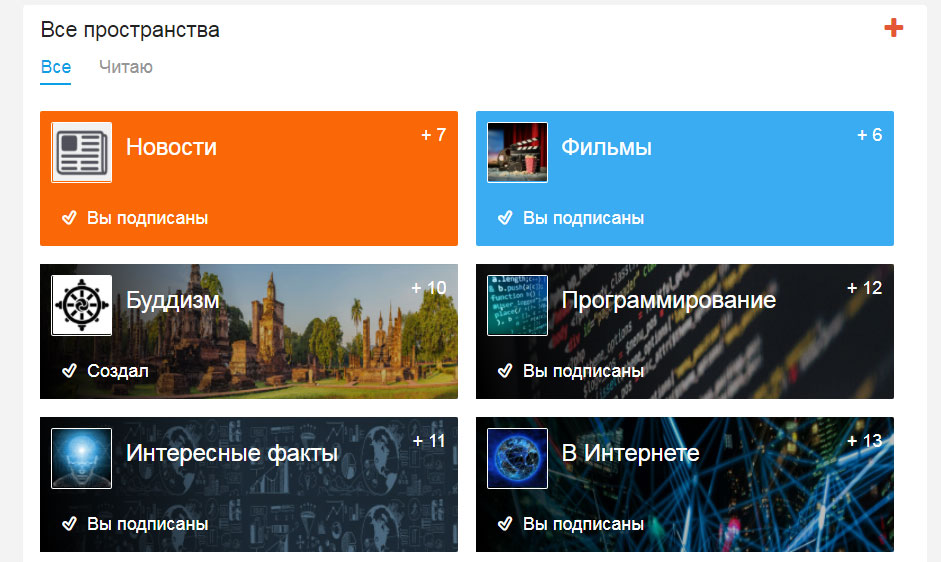 Все пространства
Все Читаю
Новости + 7
Вы подписаны
Фильмы + 6
Вы подписаны
Буддизм + 10
Создал
Программирование + 12
Вы подписаны
Интересные факты + 11
Вы подписаны
В Интернете + 13
Вы подписаны